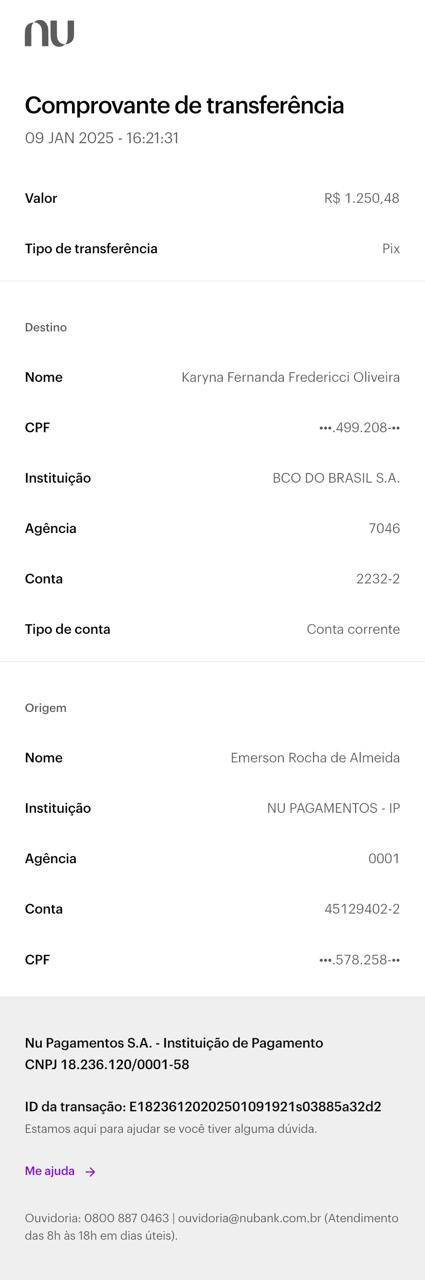 nu
Comprovante de transferência
09 JAN 2025 - 16:21:31
Valor R$ 1.250,48
Tipo de transferência Pix
Destino
Nome Karyna Fernanda Fredericci Oliveira
CPF •••.499.208-••
Instituição BCO DO BRASIL S.A.
Agência 7046
Conta 2232-2
Tipo de conta Conta corrente
Origem
Nome Emerson Rocha de Almeida
Instituição NU PAGAMENTOS - IP
Agência 0001
Conta 45129402-2
CPF •••.578.258-••
Nu Pagamentos S.A. - Instituição de Pagamento
CNPJ 18.236.120/0001-58
ID da transação: E18236120202501091921s03885a32d2
Estamos aqui para ajudar se você tiver alguma dúvida.
Me ajuda →
Ouvidoria: 0800 887 0463 | ouvidoria@nubank.com.br (Atendimento
das 8h às 18h em dias úteis).